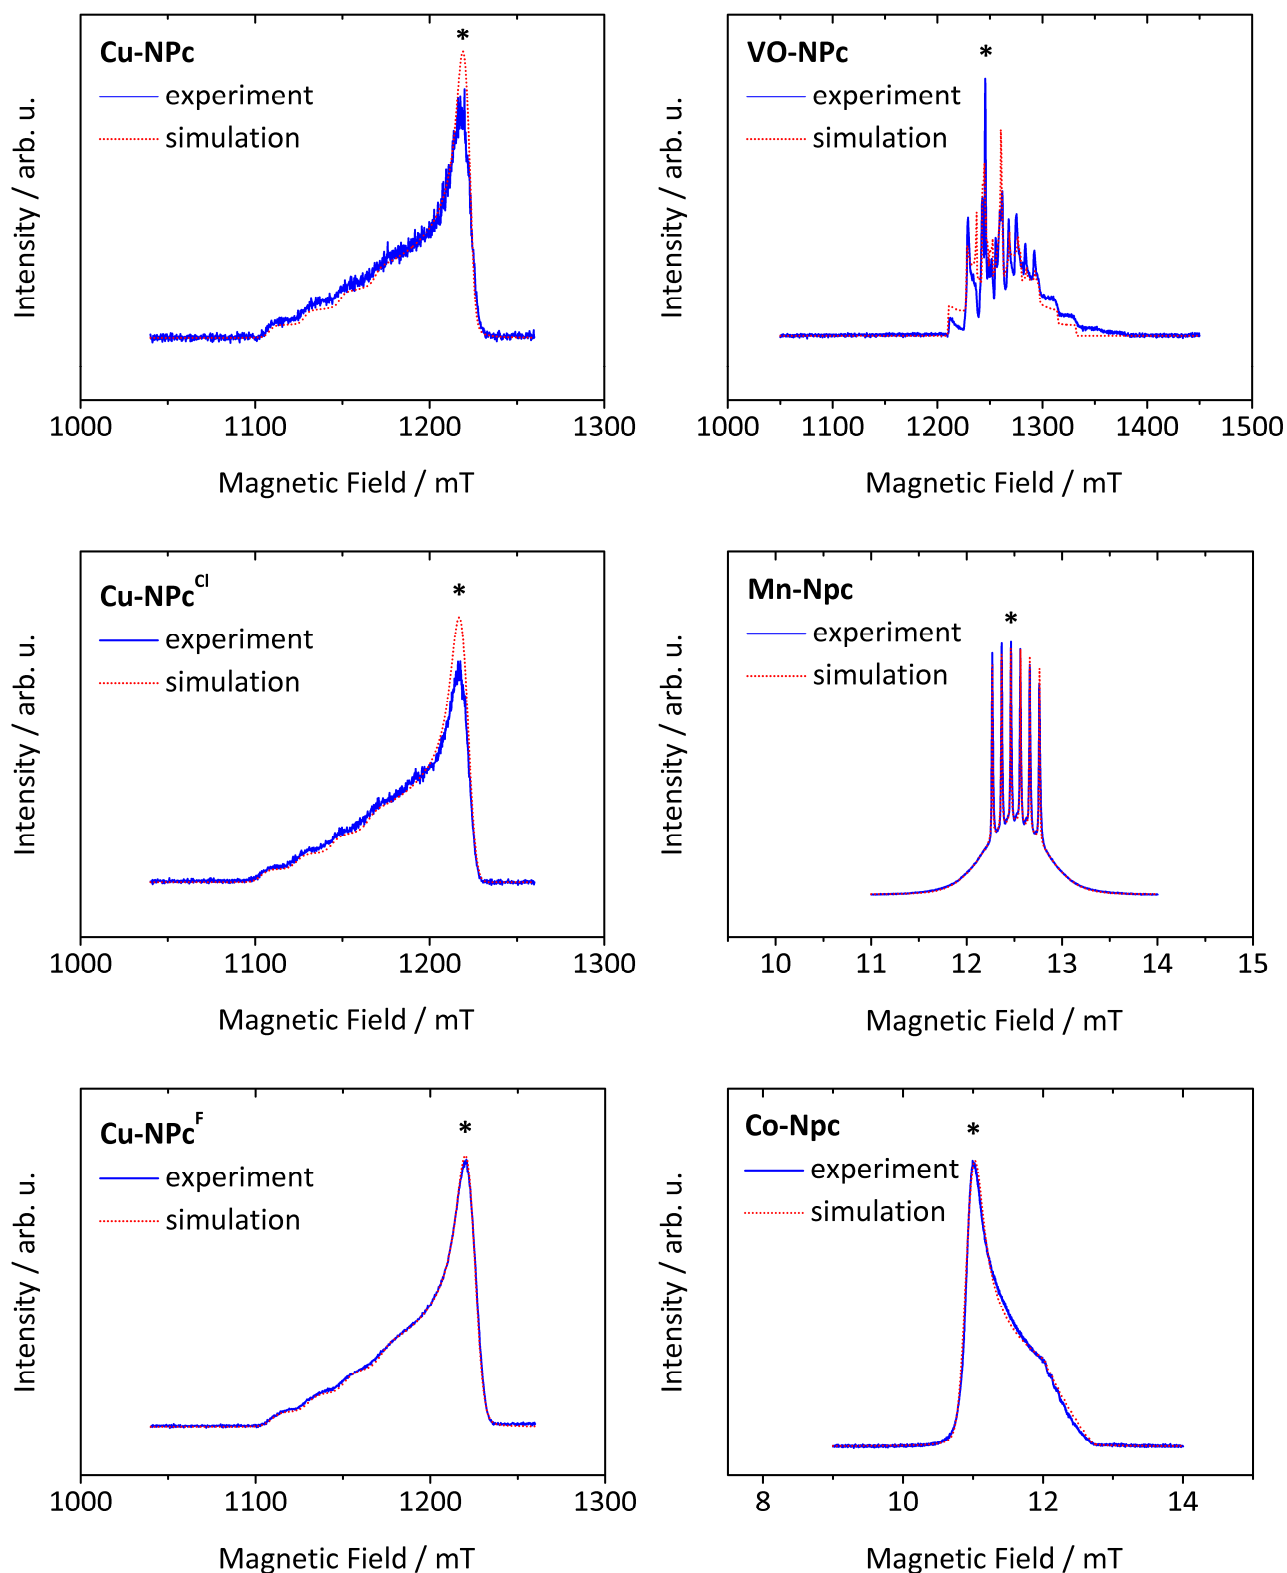 Cu-NPc
*
experiment
simulation
Intensity / arb. u.
1000 1100 1200 1300
Magnetic Field / mT
VO-NPc
*
experiment
simulation
Intensity / arb. u.
1000 1100 1200 1300 1400 1500
Magnetic Field / mT
Cu-NPc^Cl
*
experiment
simulation
Intensity / arb. u.
1000 1100 1200 1300
Magnetic Field / mT
Mn-Npc
*
experiment
simulation
Intensity / arb. u.
10 11 12 13 14 15
Magnetic Field / mT
Cu-NPc^F
*
experiment
simulation
Intensity / arb. u.
1000 1100 1200 1300
Magnetic Field / mT
Co-Npc
*
experiment
simulation
Intensity / arb. u.
8 10 12 14
Magnetic Field / mT